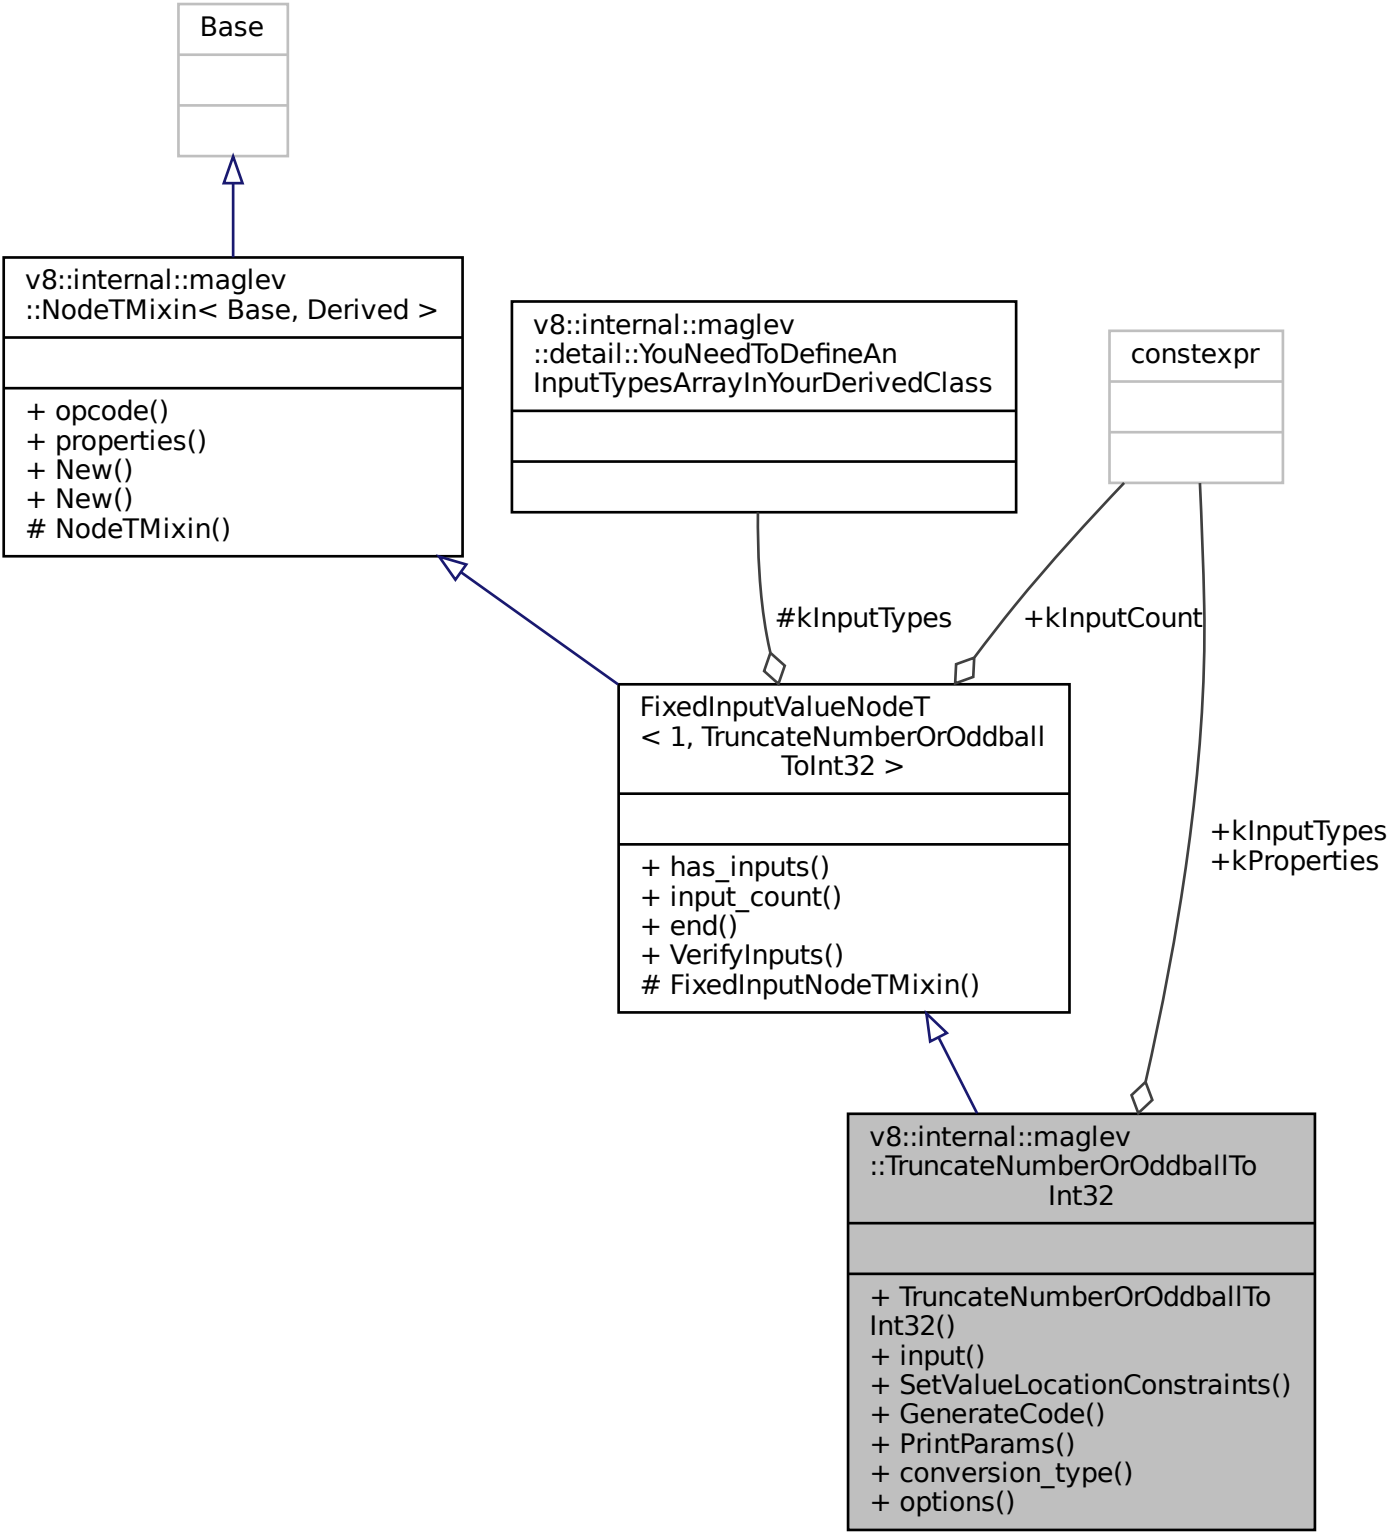 Base
v8::internal::maglev
::NodeTMixin< Base, Derived >
+ opcode()
+ properties()
+ New()
+ New()
# NodeTMixin()
v8::internal::maglev
::detail::YouNeedToDefineAn
InputTypesArrayInYourDerivedClass
constexpr
#kInputTypes
+kInputCount
FixedInputValueNodeT
< 1, TruncateNumberOrOddball
ToInt32 >
+ has_inputs()
+ input_count()
+ end()
+ VerifyInputs()
# FixedInputNodeTMixin()
+kInputTypes
+kProperties
v8::internal::maglev
::TruncateNumberOrOddballTo
Int32
+ TruncateNumberOrOddballTo
Int32()
+ input()
+ SetValueLocationConstraints()
+ GenerateCode()
+ PrintParams()
+ conversion_type()
+ options()